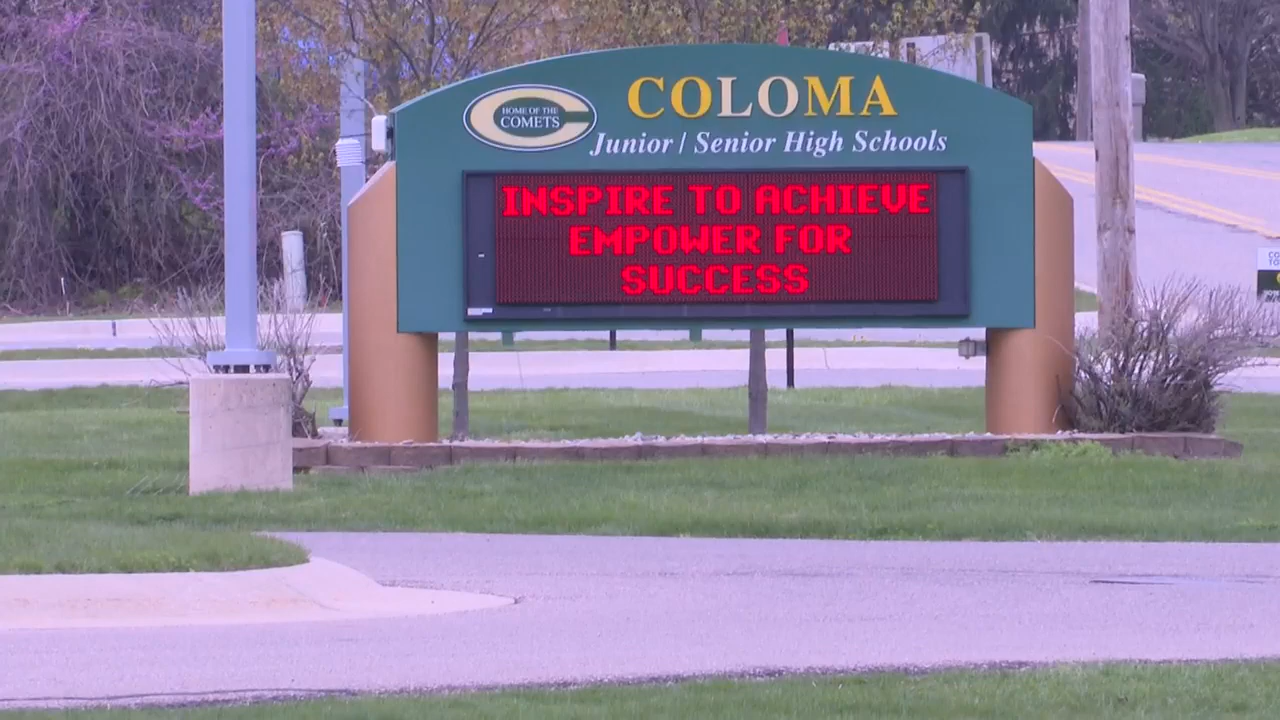 HOME OF THE
COMETS
COLOMA
Junior / Senior High Schools
INSPIRE TO ACHIEVE
EMPOWER FOR
SUCCESS